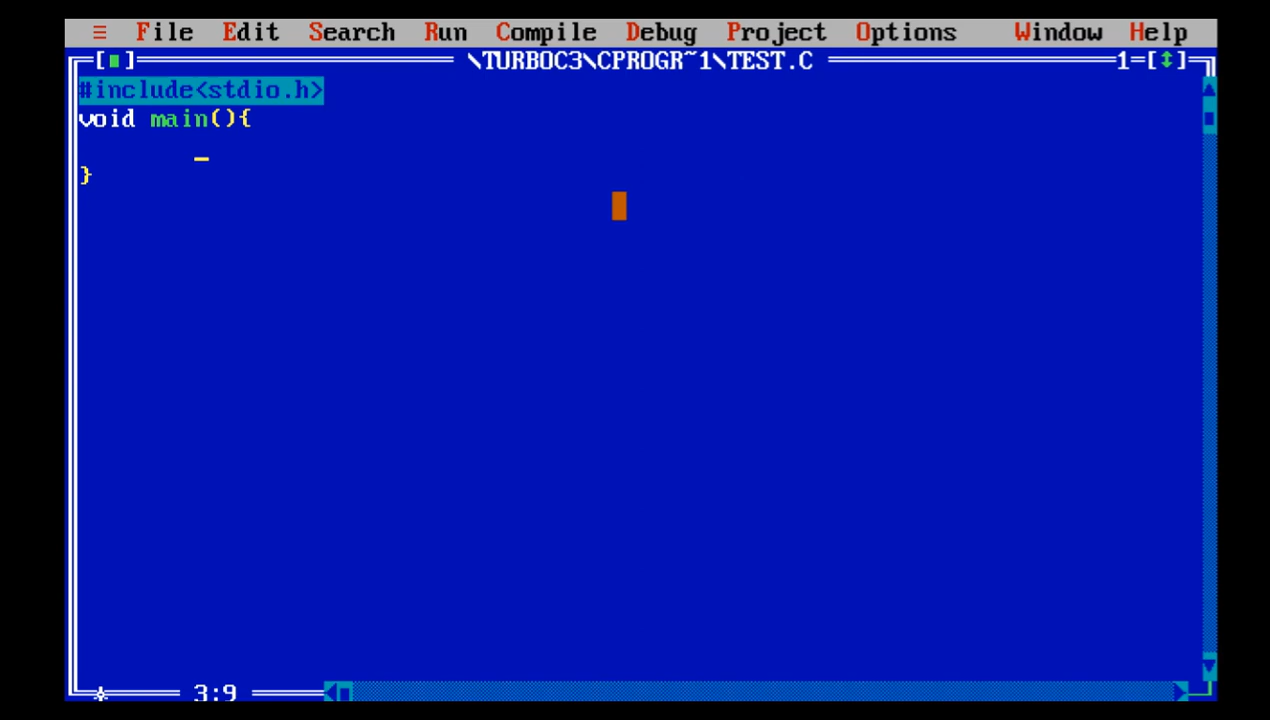 ≡ File Edit Search Run Compile Debug Project Options Window Help
[■] \TURBOC3\CPROGR~1\TEST.C 1=[↕]
#include<stdio.h>
void main(){
}
3:9